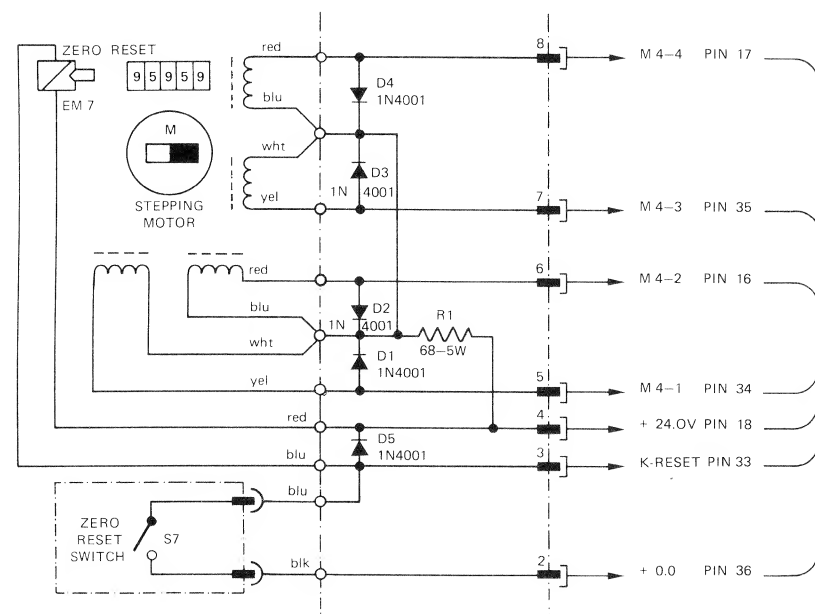 red
8
M 4-4 PIN 17
ZERO RESET
9 5 9 5 9
D4
1N4001
EM 7
blu
M
wht
D3
1N 4001
yel
7
M 4-3 PIN 35
STEPPING
MOTOR
red
6
M 4-2 PIN 16
blu
D2
1N 4001
R1
68-5W
wht
D1
1N4001
yel
5
M 4-1 PIN 34
red
4
+ 24.0V PIN 18
D5
1N4001
blu
3
K-RESET PIN 33
blu
ZERO
RESET
SWITCH
S7
blk
2
+ 0.0 PIN 36